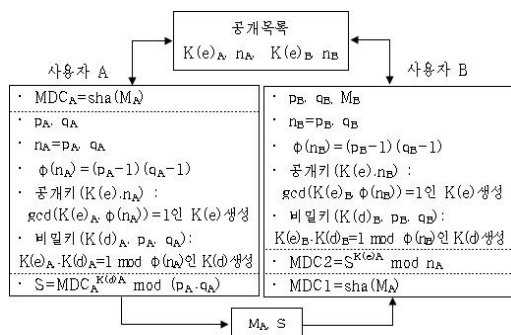 공개목록
K(e)A, nA, K(e)B, nB
사용자 A
· MDCA=sha(MA)
· pA, qA
· nA=pA, qA
· Φ(nA)=(pA-1)(qA-1)
· 공개키(K(e),nA) :
gcd(K(e)A, Φ(nA))=1인 K(e)생성
· 비밀키(K(d)A, pA, qA):
K(e)A.K(d)A=1 mod Φ(nA)인 K(d)생성
· S=MDCA^K(d)A mod (pA.qA)
사용자 B
· pB, qB, MB
· nB=pB, qB
· Φ(nB)=(pB-1)(qB-1)
· 공개키(K(e).nB) :
gcd(K(e)B, Φ(nB))=1인 K(e)생성
· 비밀키(K(d)B, pB, qB):
K(e)B.K(d)B=1 mod Φ(nB)인 K(d)생성
· MDC2=S^K(e)A mod nA
· MDC1=sha(MA)
MA, S